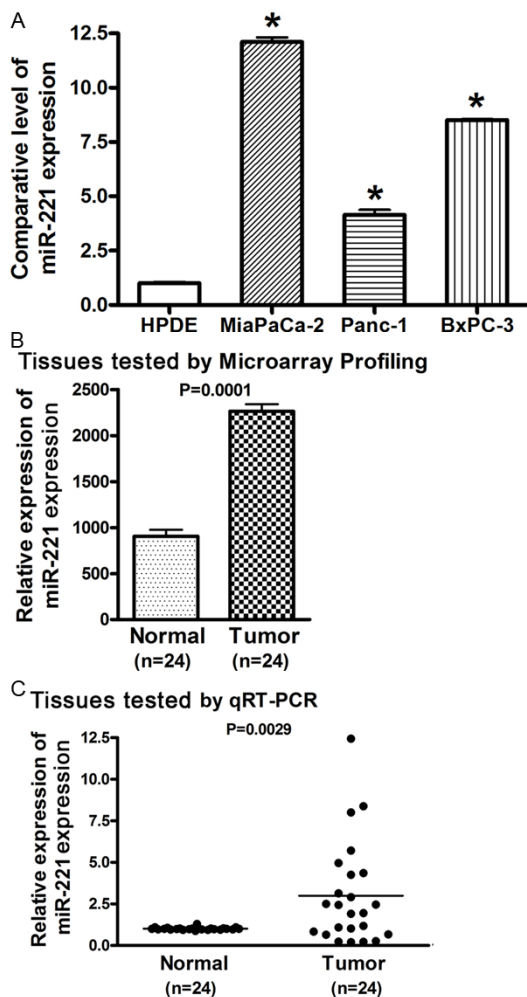 A
Comparative level of
miR-221 expression
12.5
10.0
7.5
5.0
2.5
0.0
*
*
*
HPDE MiaPaCa-2 Panc-1 BxPC-3
B
Tissues tested by Microarray Profiling
P=0.0001
Relative expression of
miR-221 expression
2500
2000
1500
1000
500
0
Normal Tumor
(n=24) (n=24)
C
Tissues tested by qRT-PCR
P=0.0029
Relative expression of
miR-221 expression
12.5
10.0
7.5
5.0
2.5
0.0
Normal Tumor
(n=24) (n=24)